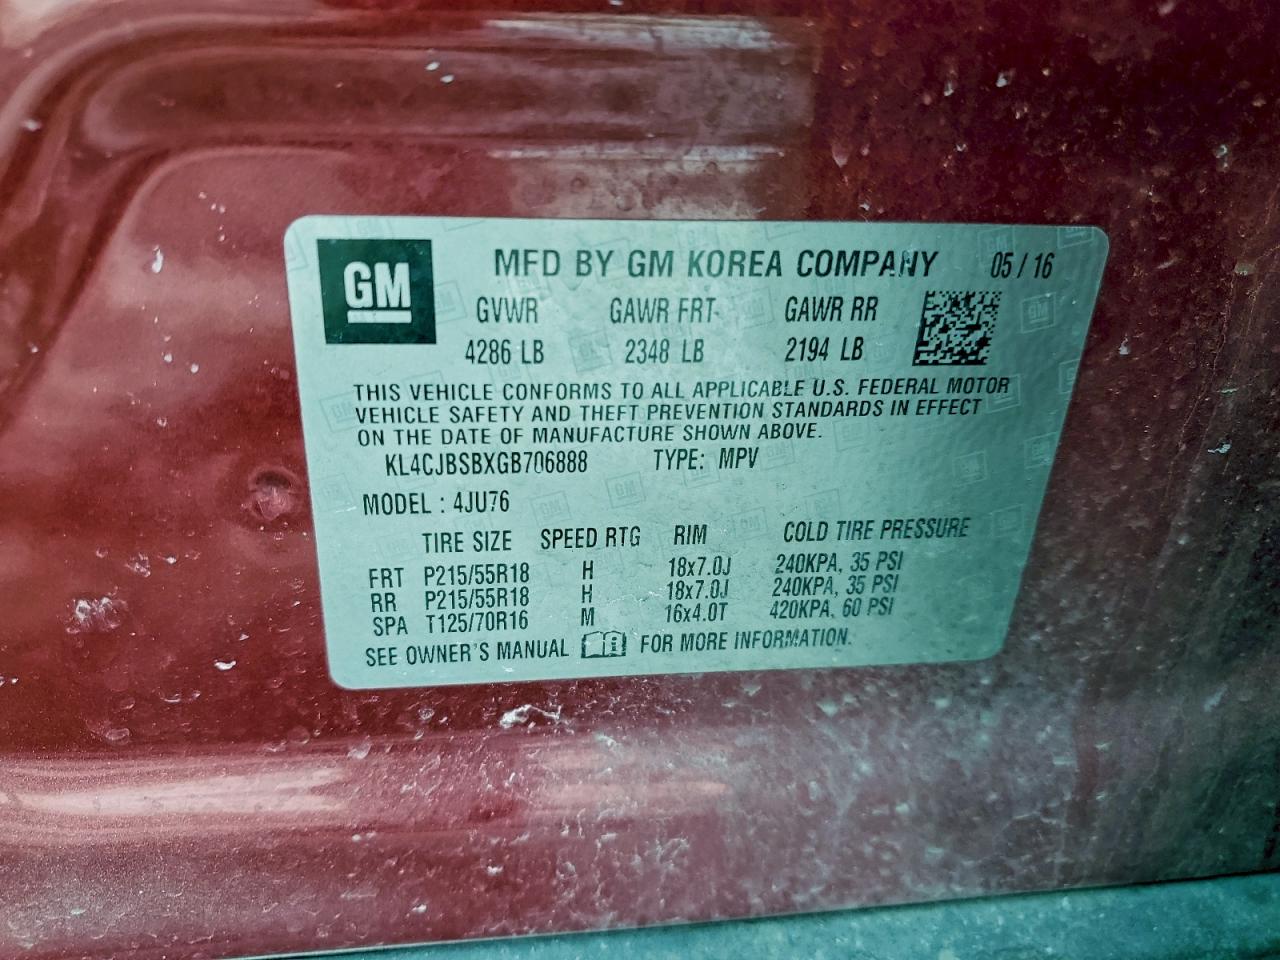 GM
MFD BY GM KOREA COMPANY 05 / 16
GVWR GAWR FRT GAWR RR
4286 LB 2348 LB 2194 LB
THIS VEHICLE CONFORMS TO ALL APPLICABLE U.S. FEDERAL MOTOR
VEHICLE SAFETY AND THEFT PREVENTION STANDARDS IN EFFECT
ON THE DATE OF MANUFACTURE SHOWN ABOVE.
KL4CJBSBXGB706888 TYPE: MPV
MODEL : 4JU76
TIRE SIZE SPEED RTG RIM COLD TIRE PRESSURE
FRT P215/55R18 H 18x7.0J 240KPA, 35 PSI
RR P215/55R18 H 18x7.0J 240KPA, 35 PSI
SPA T125/70R16 M 16x4.0T 420KPA, 60 PSI
SEE OWNER'S MANUAL FOR MORE INFORMATION.